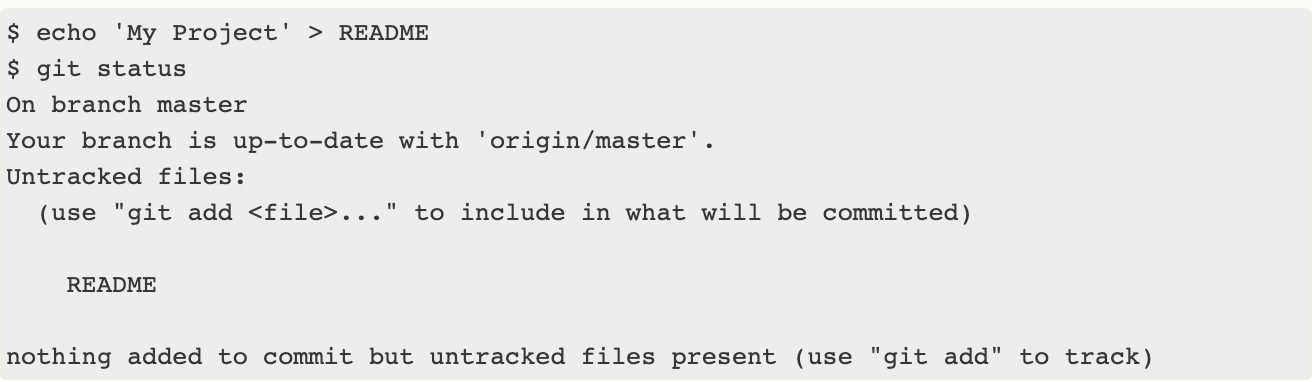 $ echo 'My Project' > README
$ git status
On branch master
Your branch is up-to-date with 'origin/master'.
Untracked files:
  (use "git add <file>..." to include in what will be committed)

    README

nothing added to commit but untracked files present (use "git add" to track)